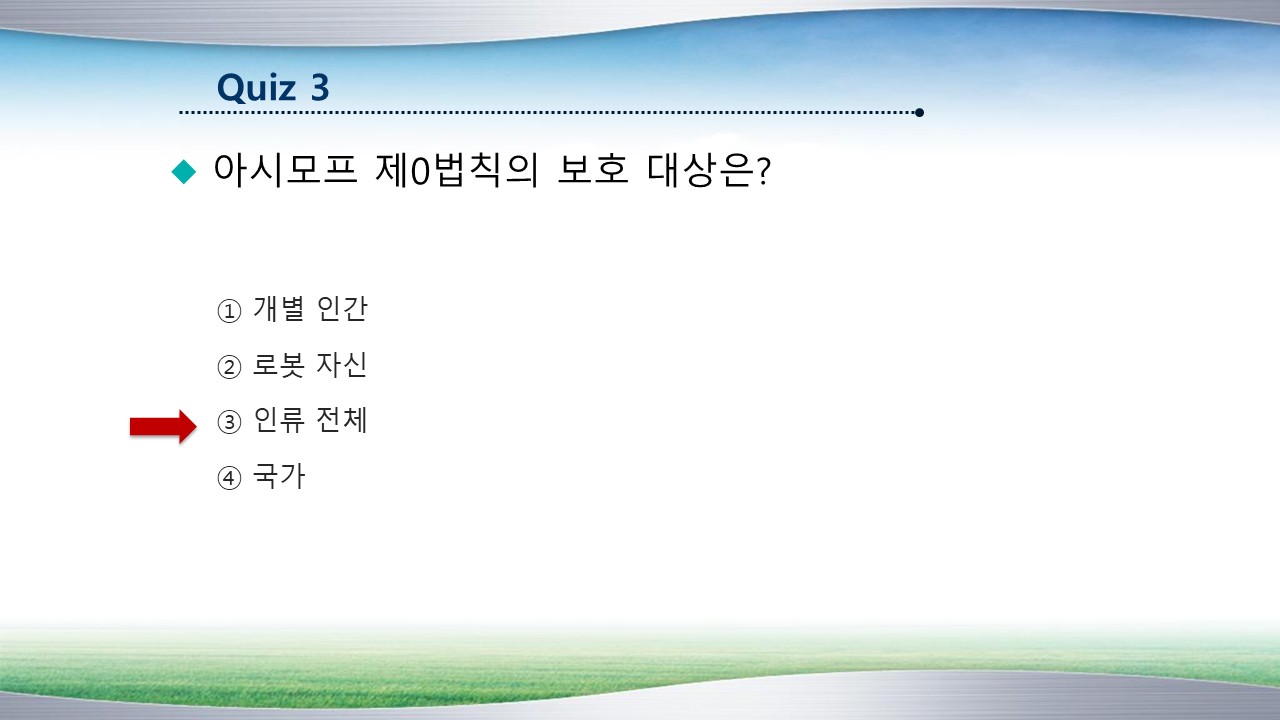 Quiz 3
아시모프 제0법칙의 보호 대상은?
① 개별 인간
② 로봇 자신
③ 인류 전체
④ 국가